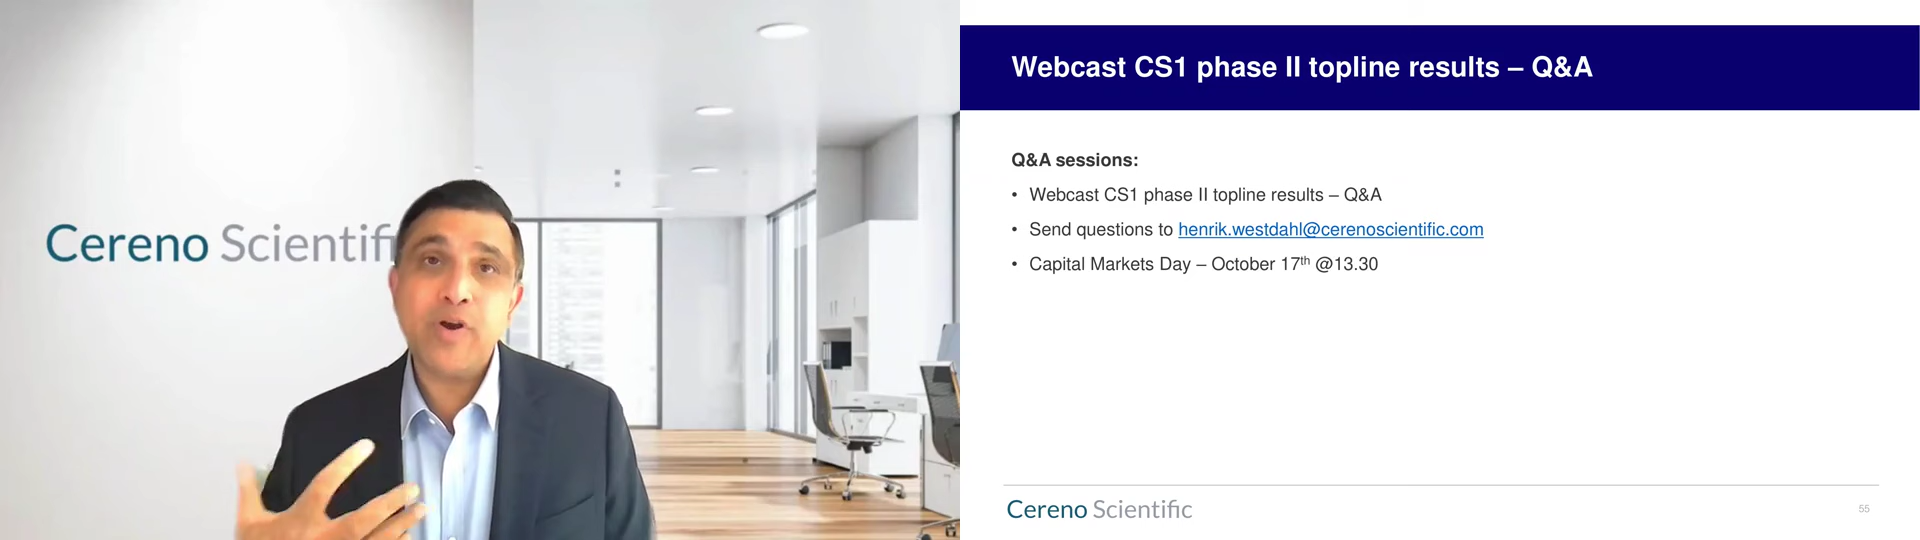 Cereno Scientifi
Webcast CS1 phase II topline results – Q&A
Q&A sessions:
• Webcast CS1 phase II topline results – Q&A
• Send questions to henrik.westdahl@cerenoscientific.com
• Capital Markets Day – October 17th @13.30
Cereno Scientific
55